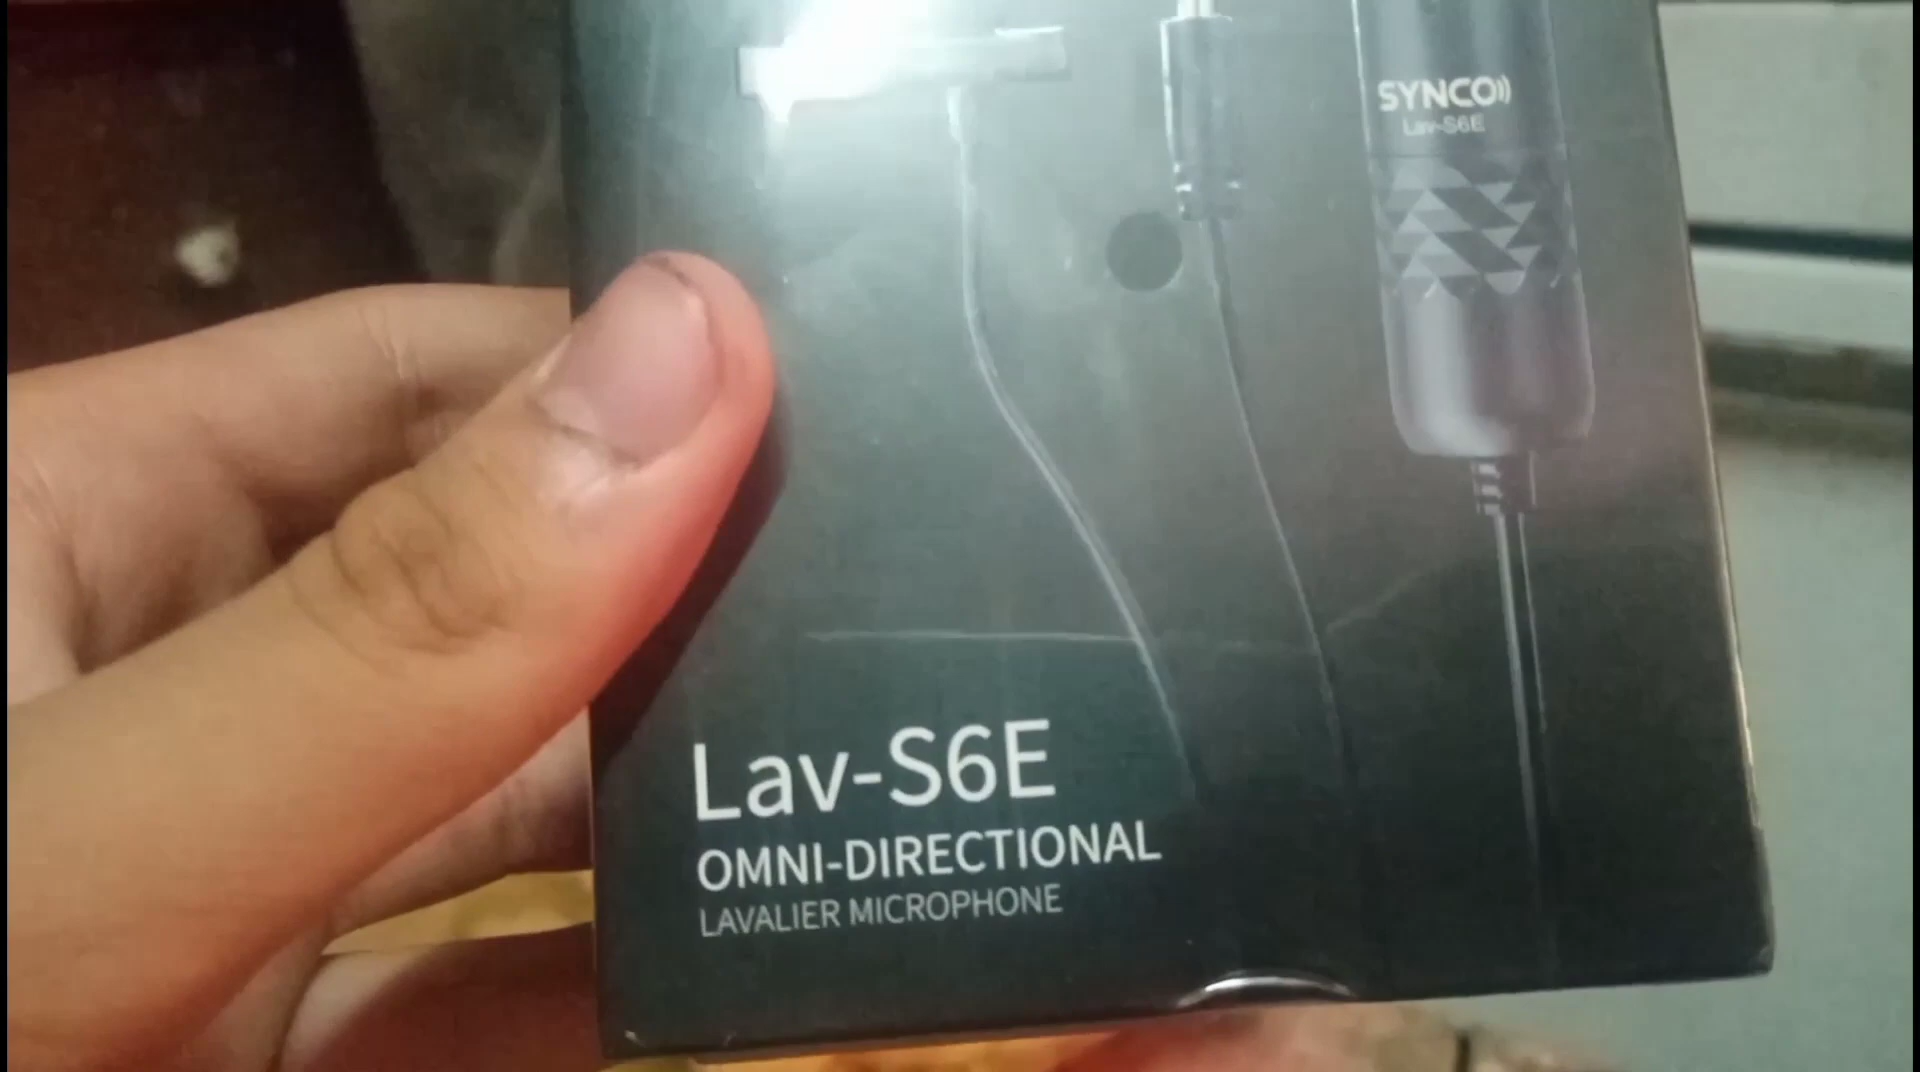 SYNCO
Lav-S6E
Lav-S6E
OMNI-DIRECTIONAL
LAVALIER MICROPHONE